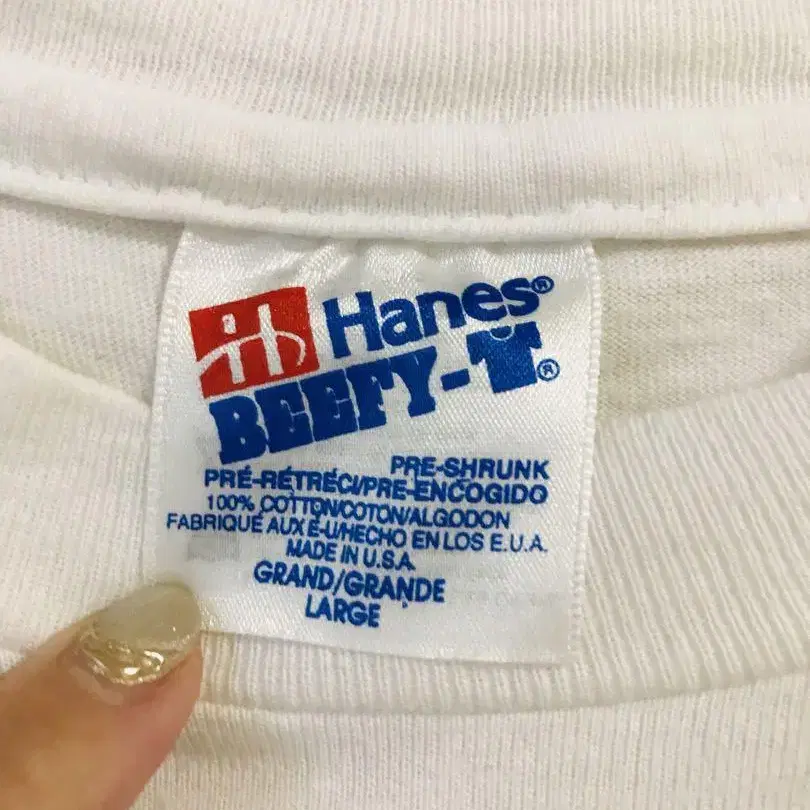 Hanes®
BEEFY-T®
PRE-SHRUNK
PRÉ-RÉTRÉCI/PRE-ENCOGIDO
100% COTTON/COTON/ALGODON
FABRIQUÉ AUX É-U/HECHO EN LOS E.U.A.
MADE IN U.S.A.
GRAND/GRANDE
LARGE